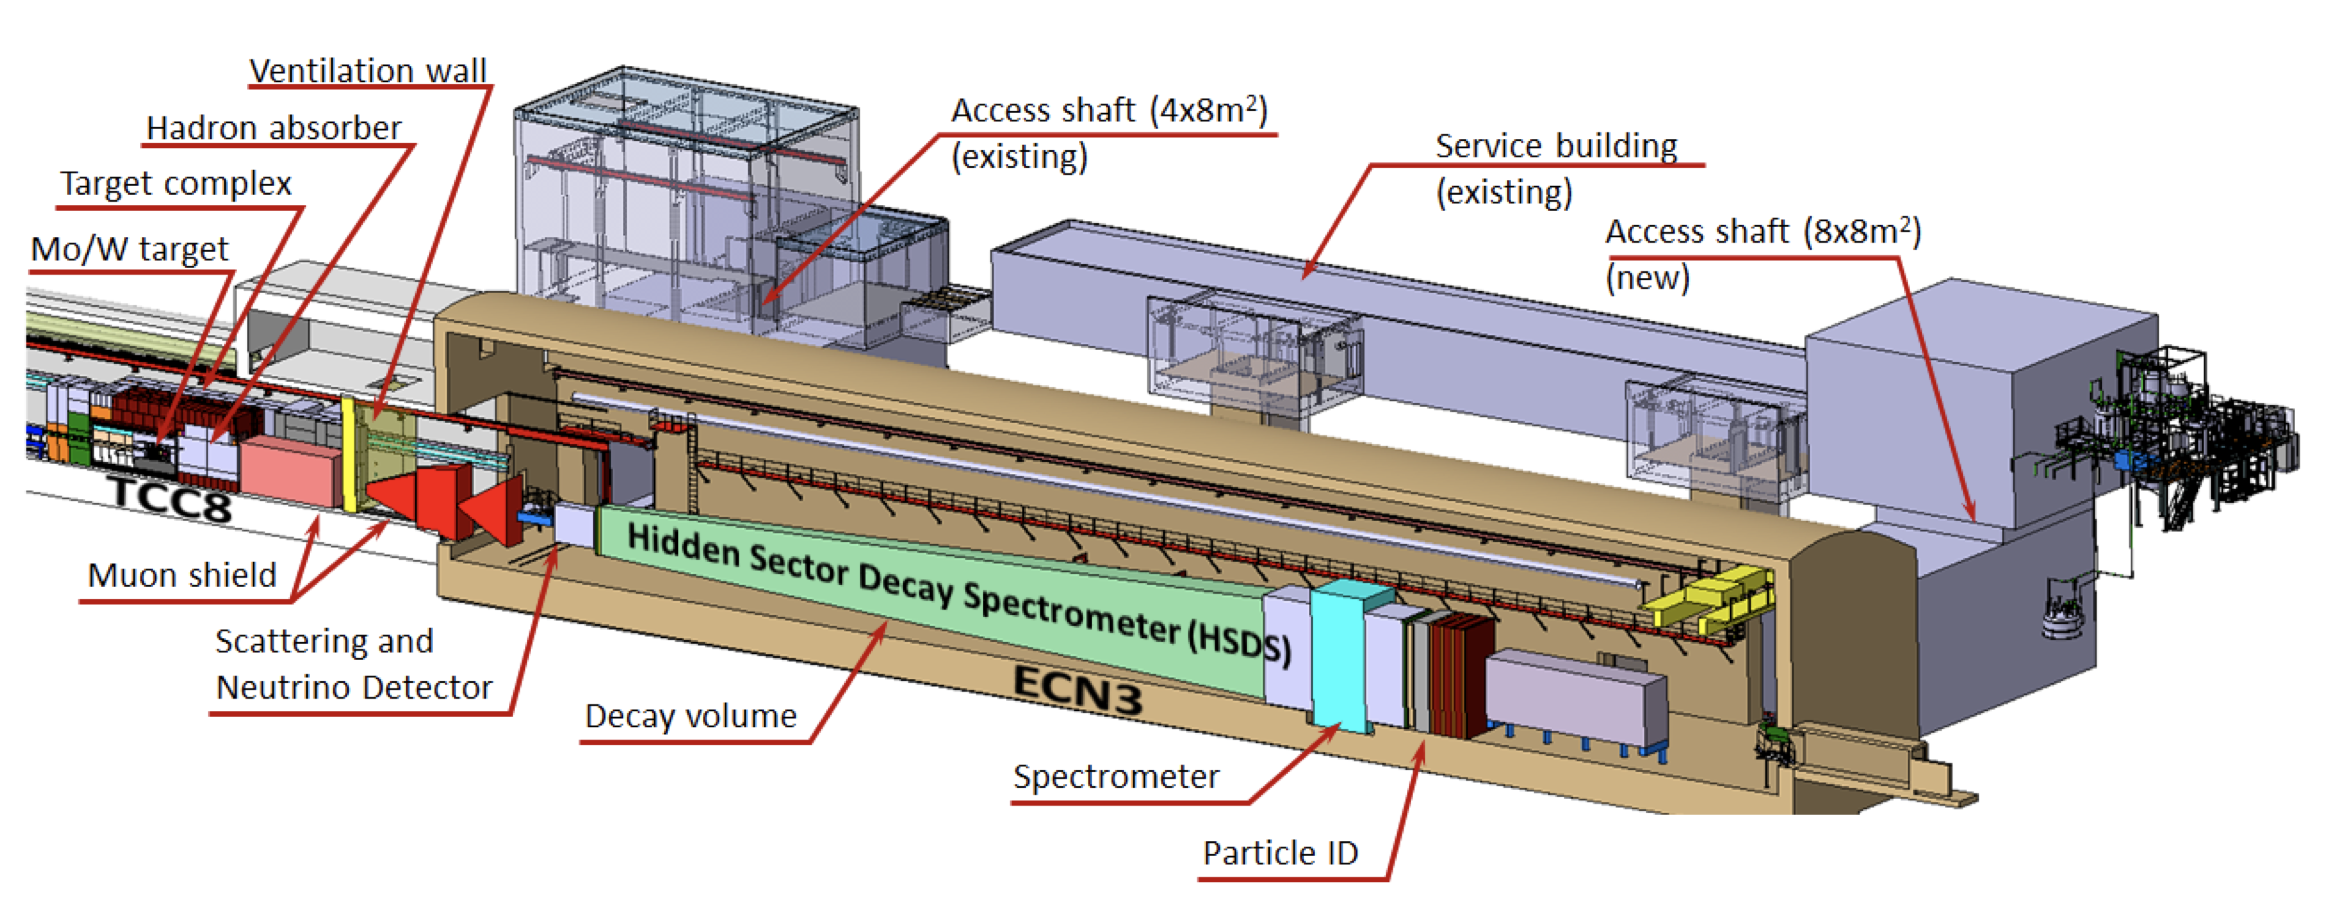 Ventilation wall
Hadron absorber
Target complex
Mo/W target
Access shaft (4x8m²)
(existing)
Service building
(existing)
Access shaft (8x8m²)
(new)
TCC8
Muon shield
Scattering and
Neutrino Detector
Hidden Sector Decay Spectrometer (HSDS)
Decay volume
ECN3
Spectrometer
Particle ID